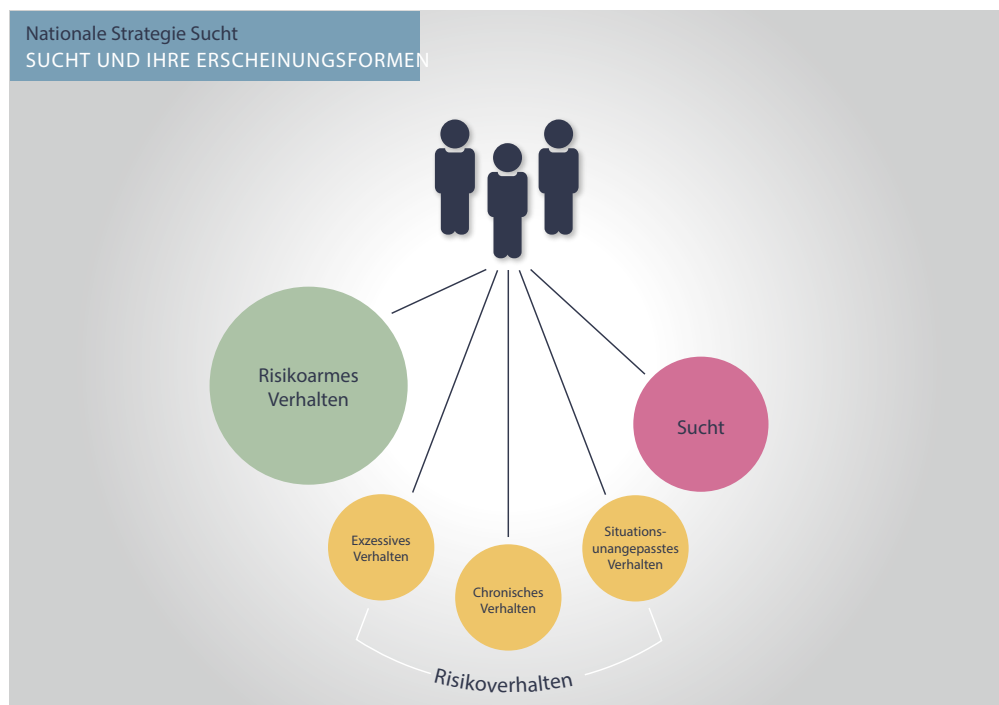 Nationale Strategie Sucht
SUCHT UND IHRE ERSCHEINUNGSFORMEN
Risikoarmes
Verhalten
Sucht
Exzessives
Verhalten
Chronisches
Verhalten
Situations-
unangepasstes
Verhalten
Risikoverhalten